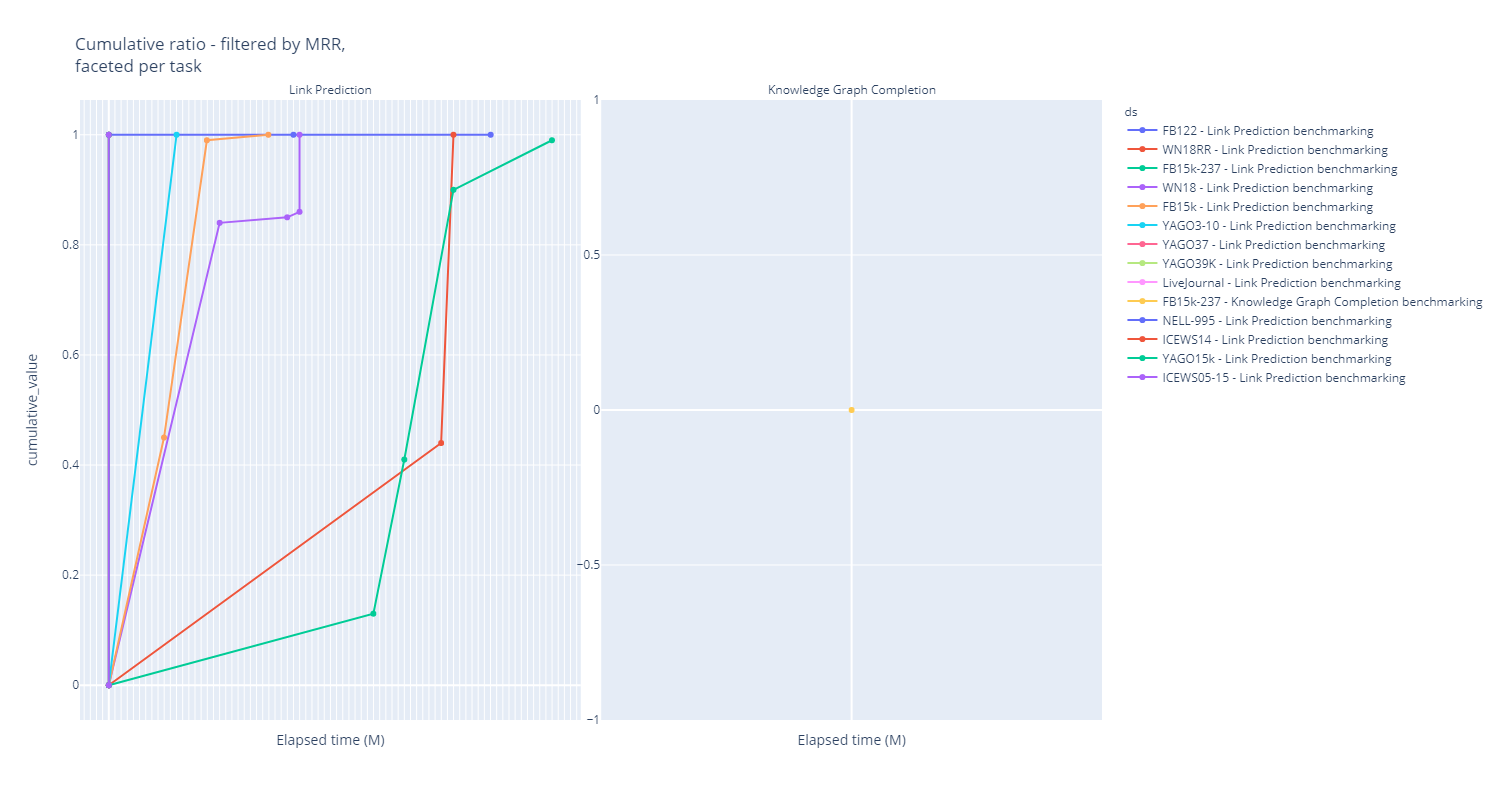 Cumulative ratio - filtered by MRR,
faceted per task
Link Prediction
Knowledge Graph Completion
cumulative_value
1
0.8
0.6
0.4
0.2
0
Elapsed time (M)
1
0.5
0
−0.5
−1
Elapsed time (M)
ds
FB122 - Link Prediction benchmarking
WN18RR - Link Prediction benchmarking
FB15k-237 - Link Prediction benchmarking
WN18 - Link Prediction benchmarking
FB15k - Link Prediction benchmarking
YAGO3-10 - Link Prediction benchmarking
YAGO37 - Link Prediction benchmarking
YAGO39K - Link Prediction benchmarking
LiveJournal - Link Prediction benchmarking
FB15k-237 - Knowledge Graph Completion benchmarking
NELL-995 - Link Prediction benchmarking
ICEWS14 - Link Prediction benchmarking
YAGO15k - Link Prediction benchmarking
ICEWS05-15 - Link Prediction benchmarking